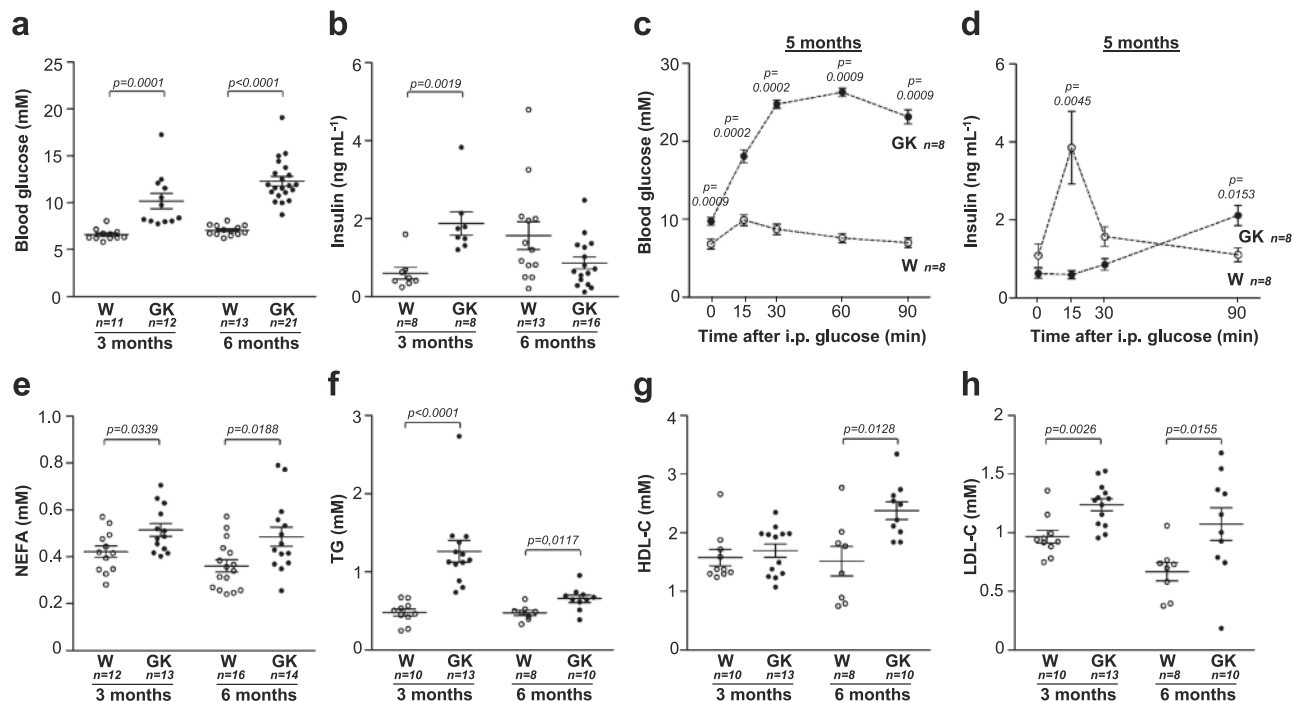 a
Blood glucose (mM)
25
20
15
10
5
0
p=0.0001
p<0.0001
W
GK
W
GK
n=11
n=12
n=13
n=21
3 months
6 months
b
Insulin (ng mL-1)
6
4
2
0
p=0.0019
W
GK
W
GK
n=8
n=8
n=13
n=16
3 months
6 months
c
5 months
Blood glucose (mM)
30
20
10
0
p=
0.0009
p=
0.0002
p=
0.0002
p=
0.0009
p=
0.0009
GK n=8
W n=8
0
15
30
60
90
Time after i.p. glucose (min)
d
5 months
Insulin (ng mL-1)
6
4
2
0
p=
0.0045
p=
0.0153
GK n=8
W n=8
0
15
30
90
Time after i.p. glucose (min)
e
NEFA (mM)
1.0
0.8
0.6
0.4
0.2
0
p=0.0339
p=0.0188
W
GK
W
GK
n=12
n=13
n=16
n=14
3 months
6 months
f
TG (mM)
3
2
1
0
p<0.0001
p=0,0117
W
GK
W
GK
n=10
n=13
n=8
n=10
3 months
6 months
g
HDL-C (mM)
4
3
2
1
0
p=0.0128
W
GK
W
GK
n=10
n=13
n=8
n=10
3 months
6 months
h
LDL-C (mM)
2
1.5
1
0.5
0
p=0.0026
p=0.0155
W
GK
W
GK
n=10
n=13
n=8
n=10
3 months
6 months